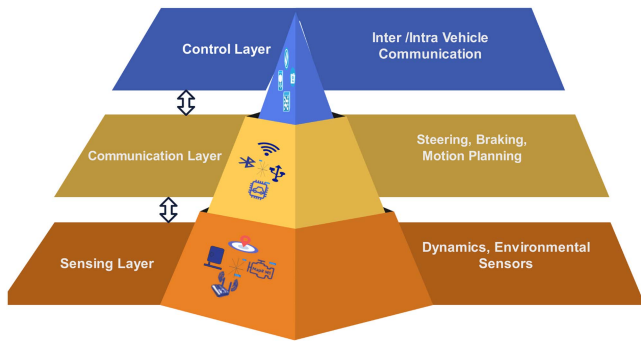 Control Layer
Inter /Intra Vehicle
Communication
Communication Layer
Steering, Braking,
Motion Planning
Sensing Layer
Dynamics, Environmental
Sensors